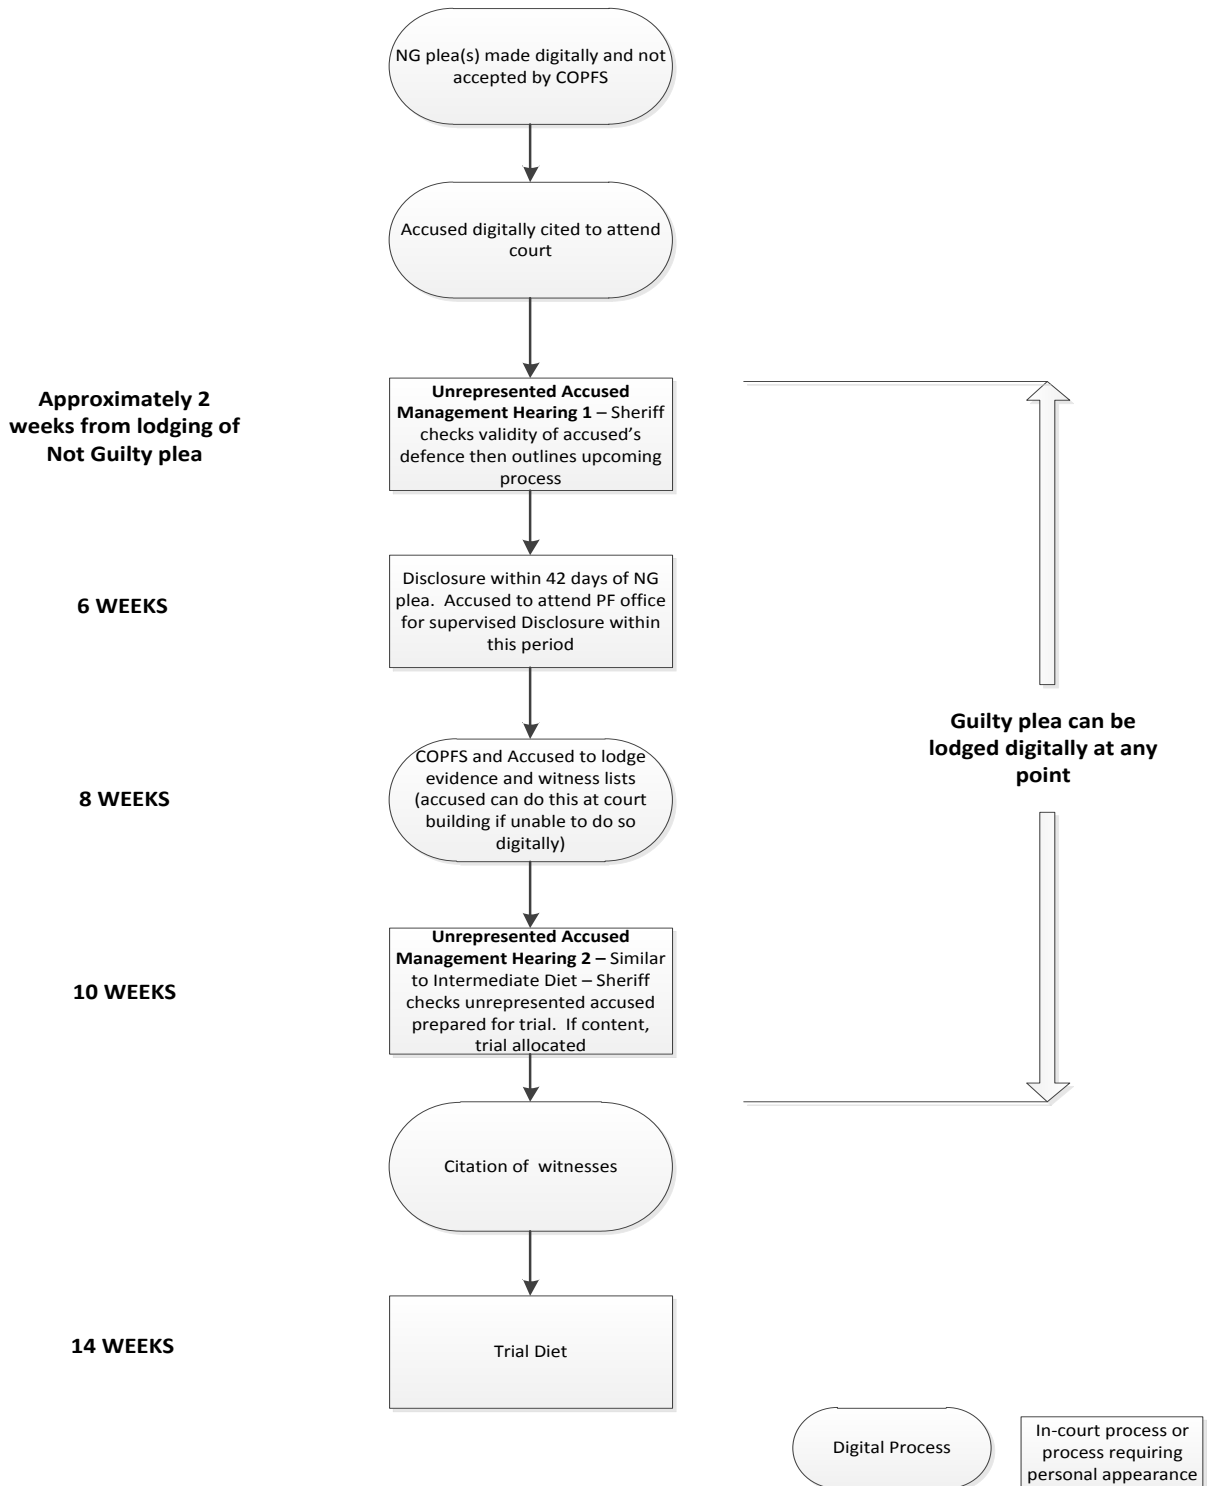 NG plea(s) made digitally and not
accepted by COPFS
Accused digitally cited to attend
court
Approximately 2
weeks from lodging of
Not Guilty plea
Unrepresented Accused
Management Hearing 1 – Sheriff
checks validity of accused's
defence then outlines upcoming
process
6 WEEKS
Disclosure within 42 days of NG
plea.  Accused to attend PF office
for supervised Disclosure within
this period
Guilty plea can be
lodged digitally at any
point
8 WEEKS
COPFS and Accused to lodge
evidence and witness lists
(accused can do this at court
building if unable to do so
digitally)
10 WEEKS
Unrepresented Accused
Management Hearing 2 – Similar
to Intermediate Diet – Sheriff
checks unrepresented accused
prepared for trial.  If content,
trial allocated
Citation of  witnesses
14 WEEKS
Trial Diet
Digital Process
In-court process or
process requiring
personal appearance